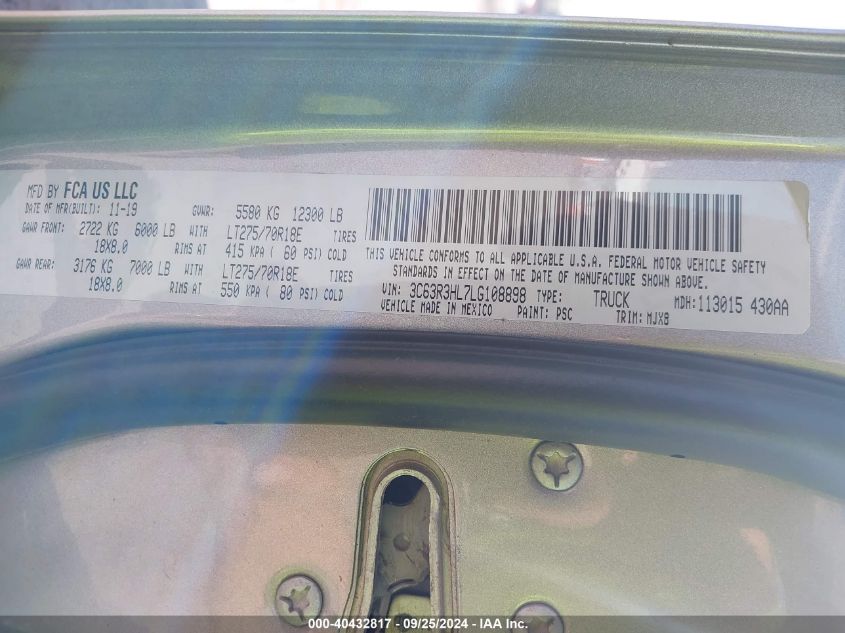 MFD BY FCA US LLC
DATE OF MFR(BUILT): 11-19 GVWR: 5580 KG 12300 LB
GAWR FRONT: 2722 KG 6000 LB WITH LT275/70R18E TIRES
18X8.0 RIMS AT 415 KPA ( 60 PSI) COLD
GAWR REAR: 3176 KG 7000 LB WITH LT275/70R18E TIRES
18X8.0 RIMS AT 550 KPA ( 80 PSI) COLD
THIS VEHICLE CONFORMS TO ALL APPLICABLE U.S.A. FEDERAL MOTOR VEHICLE SAFETY
STANDARDS IN EFFECT ON THE DATE OF MANUFACTURE SHOWN ABOVE.
VIN: 3C63R3HL7LG108898 TYPE: TRUCK MDH:113015 430AA
VEHICLE MADE IN MEXICO PAINT: PSC TRIM: MJX8
000-40432817 - 09/25/2024 - IAA Inc.